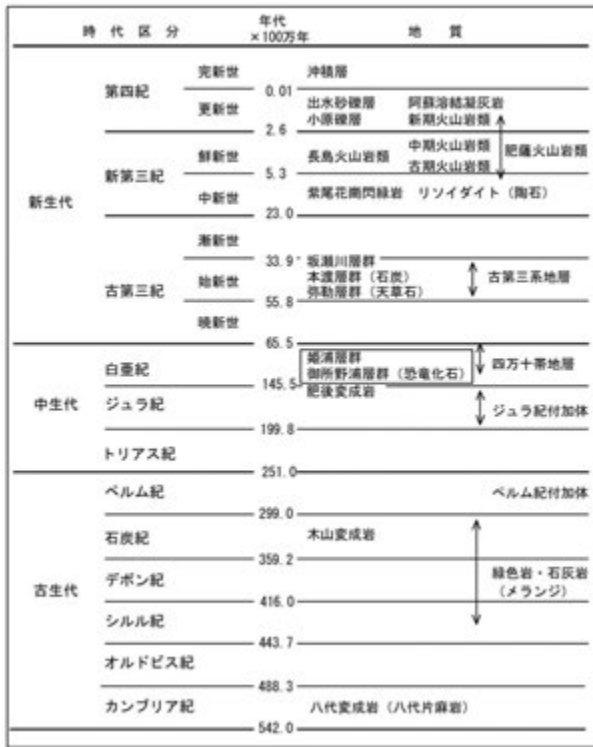 時代区分 年代 ×100万年 地質
新生代
第四紀
完新世 沖積層
0.01
更新世 出水砂礫層 阿蘇溶結凝灰岩
小原礫層 新期火山岩類
2.6
肥薩火山岩類
新第三紀
鮮新世 長島火山岩類 中期火山岩類
古期火山岩類
5.3
中新世 紫尾花崗閃緑岩 リソイダイト（陶石）
23.0
古第三紀
漸新世
33.9 坂瀬川層群
始新世 本渡層群（石炭） 古第三系地層
弥勒層群（天草石）
55.8
暁新世
65.5
中生代
白亜紀 姫浦層群 四万十帯地層
御所野浦層群（恐竜化石）
145.5 肥後変成岩
ジュラ紀 ジュラ紀付加体
199.8
トリアス紀
251.0
古生代
ペルム紀 ペルム紀付加体
299.0
石炭紀 木山変成岩
359.2
デボン紀 緑色岩・石灰岩
（メランジ）
416.0
シルル紀
443.7
オルドビス紀
488.3
カンブリア紀 八代変成岩（八代片麻岩）
542.0